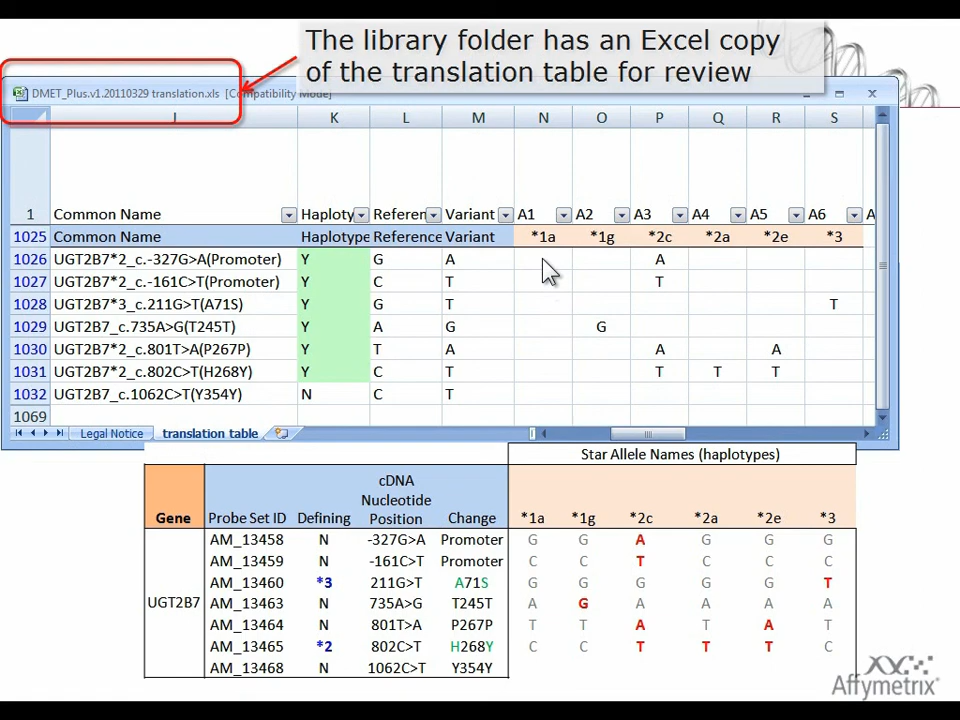 The library folder has an Excel copy
of the translation table for review
DMET_Plus.v1.20110329 translation.xls [Compatibility Mode]
J K L M N O P Q R S
1 Common Name Haploty Referen Variant A1 A2 A3 A4 A5 A6 A
1025 Common Name Haplotype Reference Variant *1a *1g *2c *2a *2e *3
1026 UGT2B7*2_c.-327G>A(Promoter) Y G A A
1027 UGT2B7*2_c.-161C>T(Promoter) Y C T T
1028 UGT2B7*3_c.211G>T(A71S) Y G T T
1029 UGT2B7_c.735A>G(T245T) Y A G G
1030 UGT2B7*2_c.801T>A(P267P) Y T A A A
1031 UGT2B7*2_c.802C>T(H268Y) Y C T T T T
1032 UGT2B7_c.1062C>T(Y354Y) N C T
1069
Legal Notice translation table
Star Allele Names (haplotypes)
cDNA
Nucleotide
Gene Probe Set ID Defining Position Change *1a *1g *2c *2a *2e *3
AM_13458 N -327G>A Promoter G G A G G G
AM_13459 N -161C>T Promoter C C T C C C
AM_13460 *3 211G>T A71S G G G G G T
UGT2B7 AM_13463 N 735A>G T245T A G A A A A
AM_13464 N 801T>A P267P T T A T A T
AM_13465 *2 802C>T H268Y C C T T T C
AM_13468 N 1062C>T Y354Y
Affymetrix